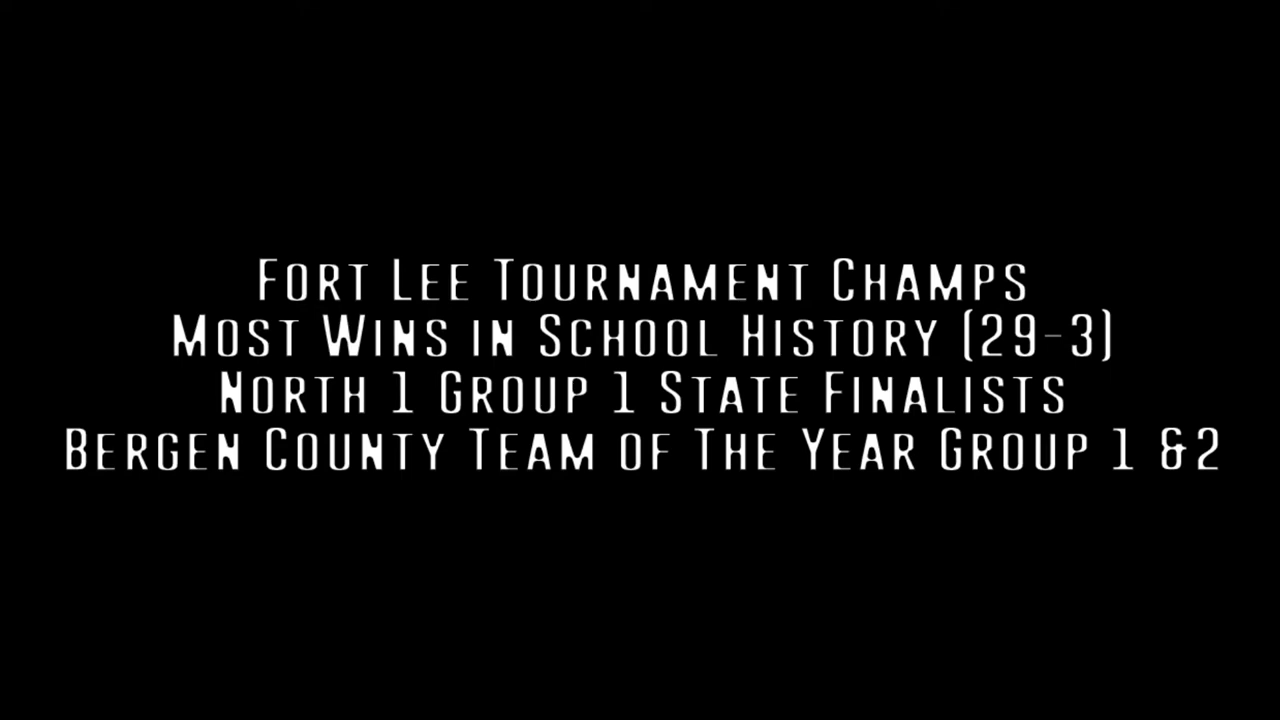 Fort Lee Tournament Champs
Most Wins in School History (29-3)
North 1 Group 1 State Finalists
Bergen County Team of The Year Group 1 &2